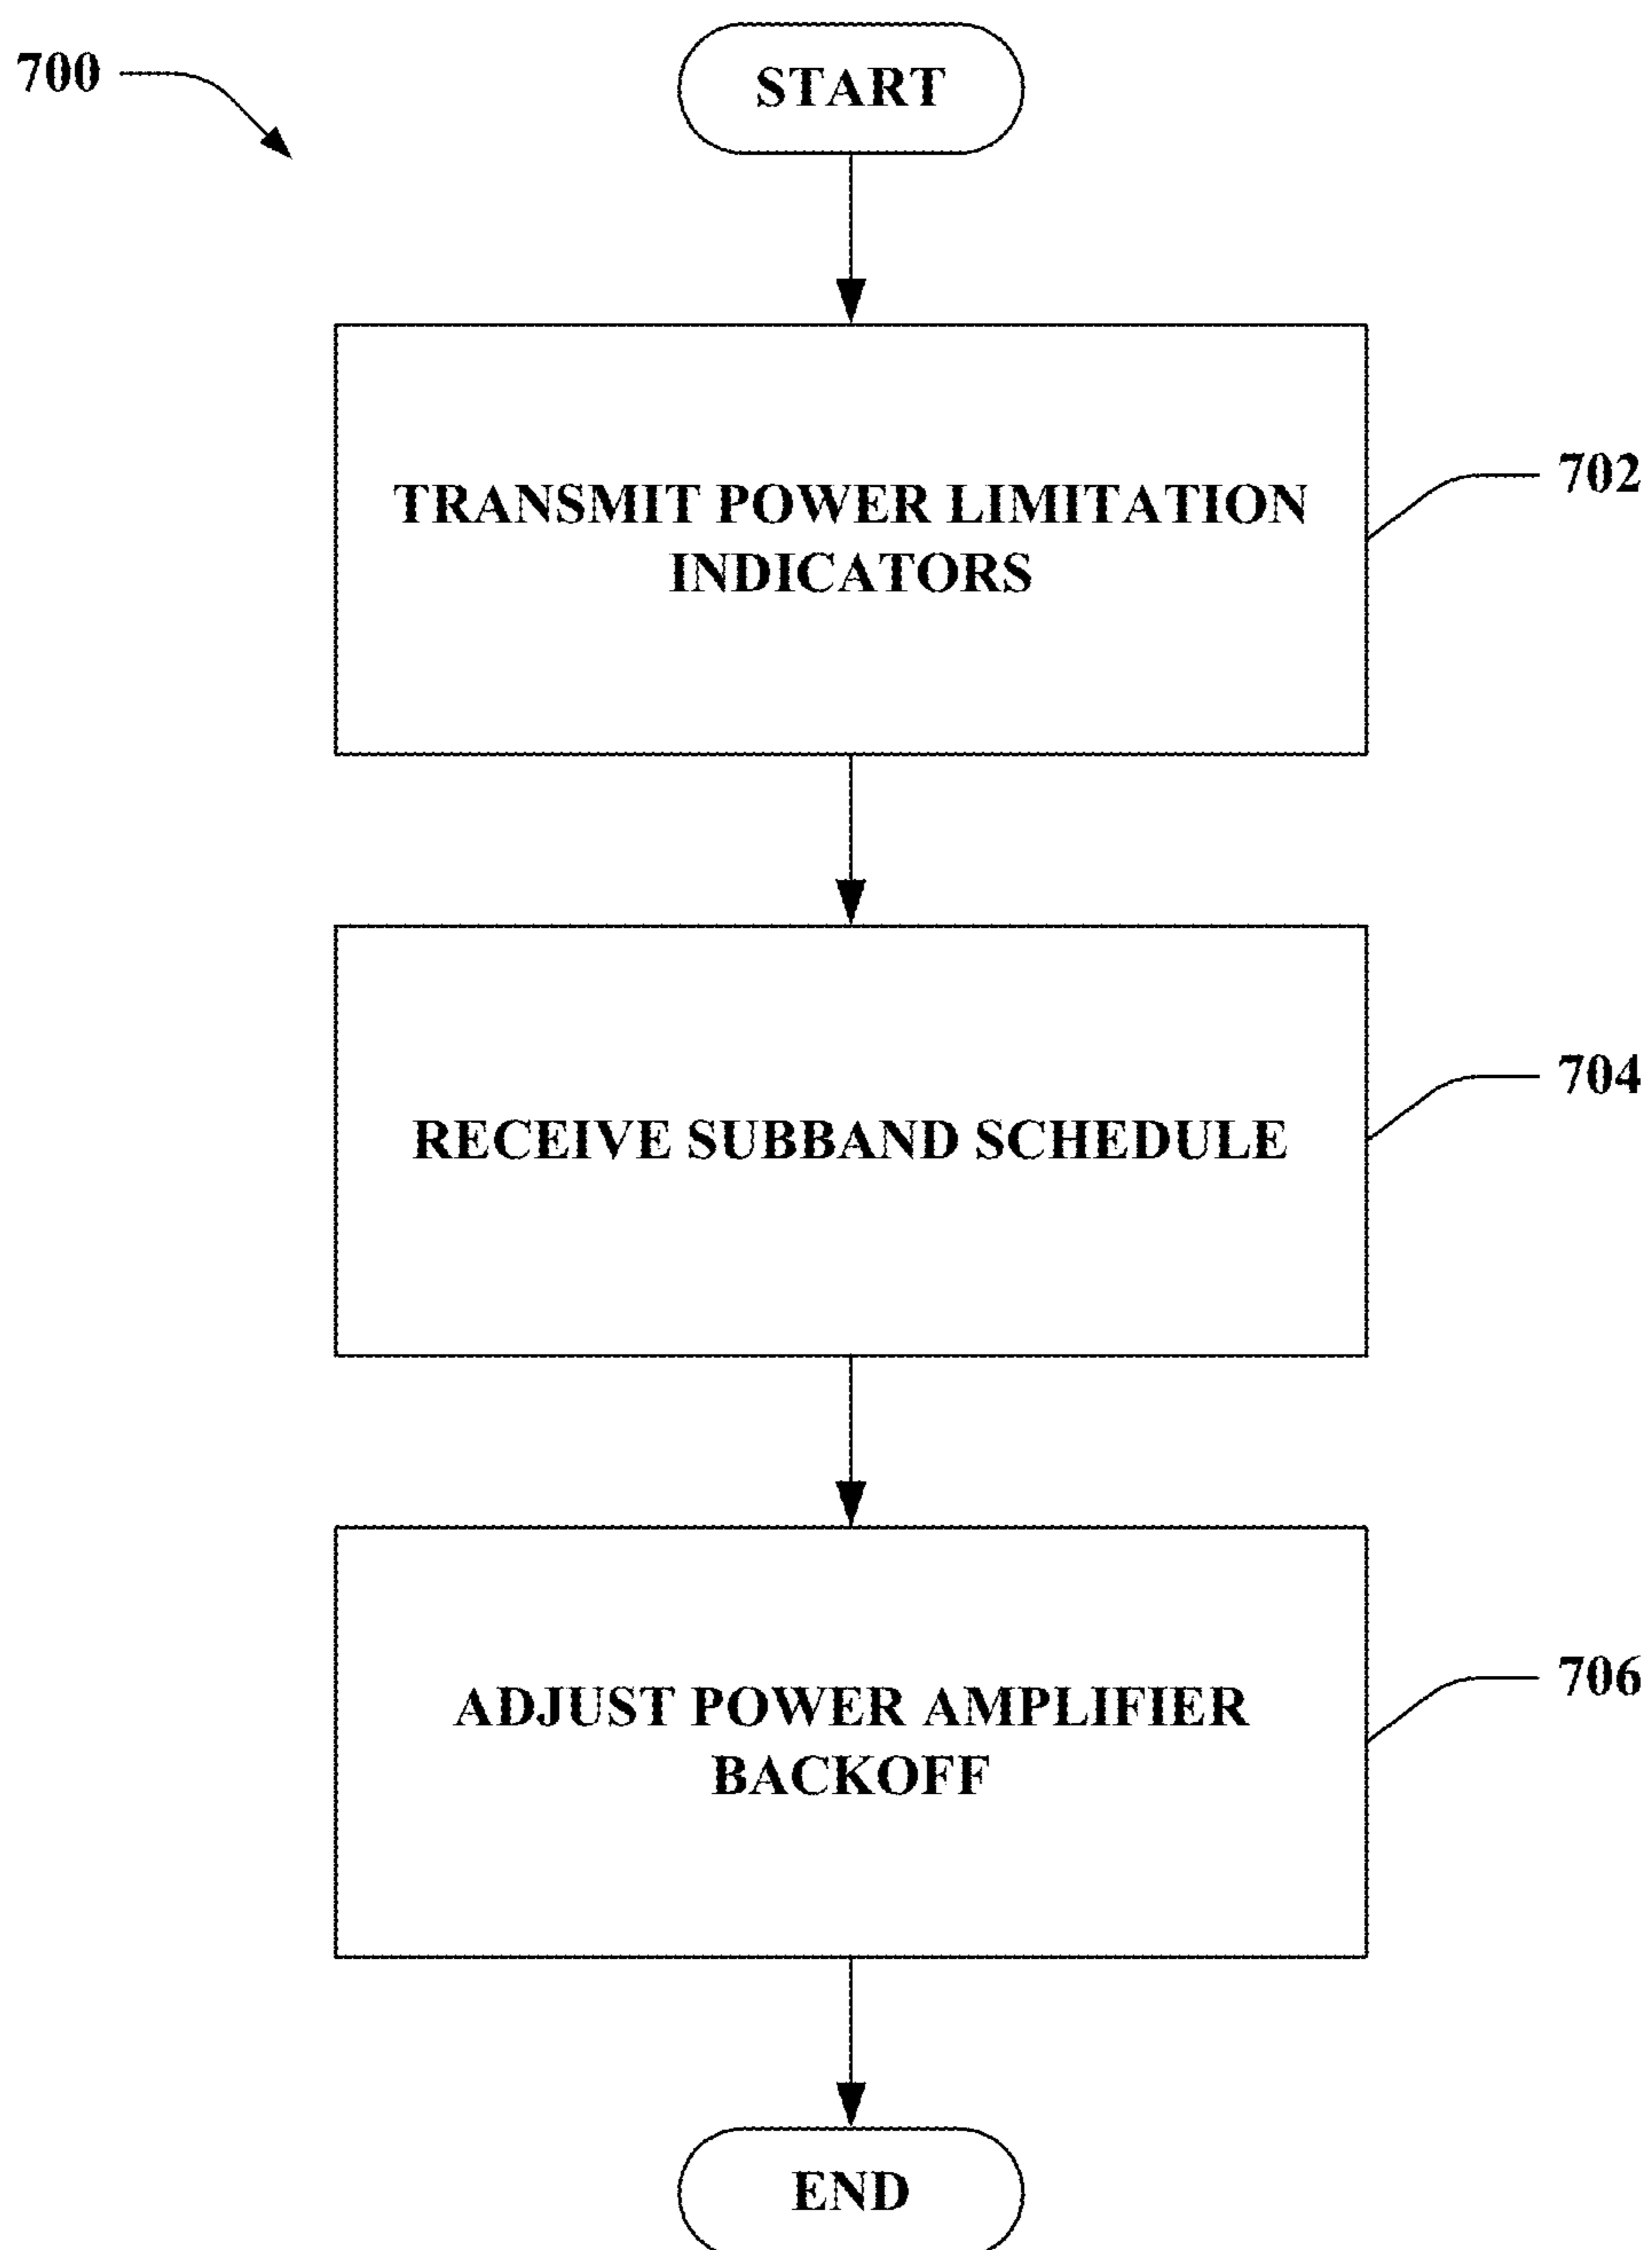 700
START
TRANSMIT POWER LIMITATION
INDICATORS
702
RECEIVE SUBBAND SCHEDULE
704
ADJUST POWER AMPLIFIER
BACKOFF
706
END